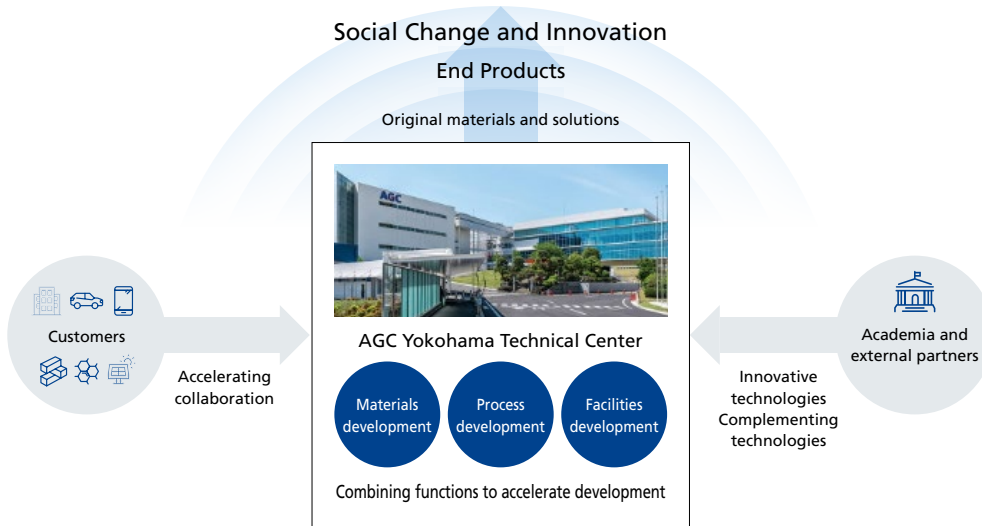 Social Change and Innovation
End Products
Original materials and solutions
AGC
AGC Yokohama Technical Center
Customers
Accelerating
collaboration
Materials
development
Process
development
Facilities
development
Combining functions to accelerate development
Academia and
external partners
Innovative
technologies
Complementing
technologies